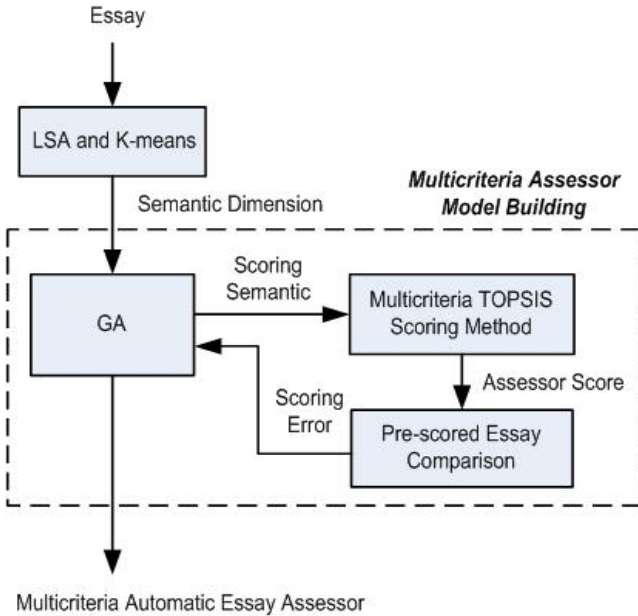 Essay
LSA and K-means
Semantic Dimension
Multicriteria Assessor
Model Building
GA
Scoring
Semantic
Multicriteria TOPSIS
Scoring Method
Assessor Score
Scoring
Error
Pre-scored Essay
Comparison
Multicriteria Automatic Essay Assessor